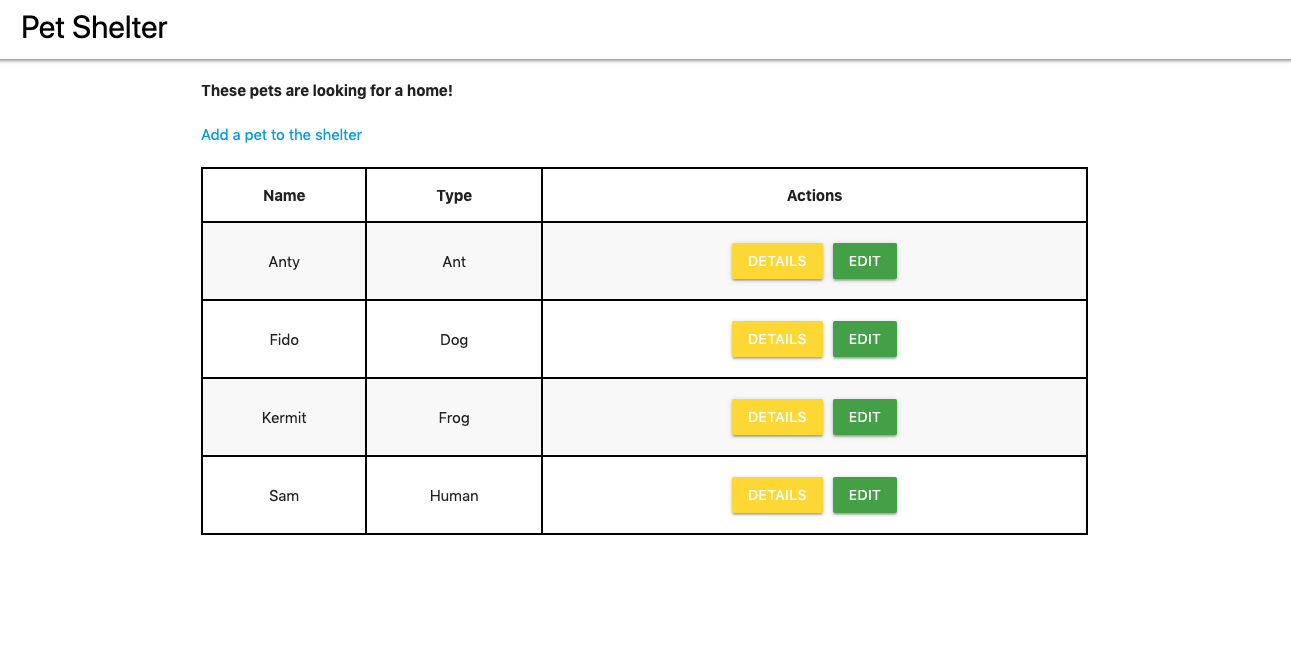 Pet Shelter
These pets are looking for a home!
Add a pet to the shelter
Name Type Actions
Anty Ant DETAILS EDIT
Fido Dog DETAILS EDIT
Kermit Frog DETAILS EDIT
Sam Human DETAILS EDIT